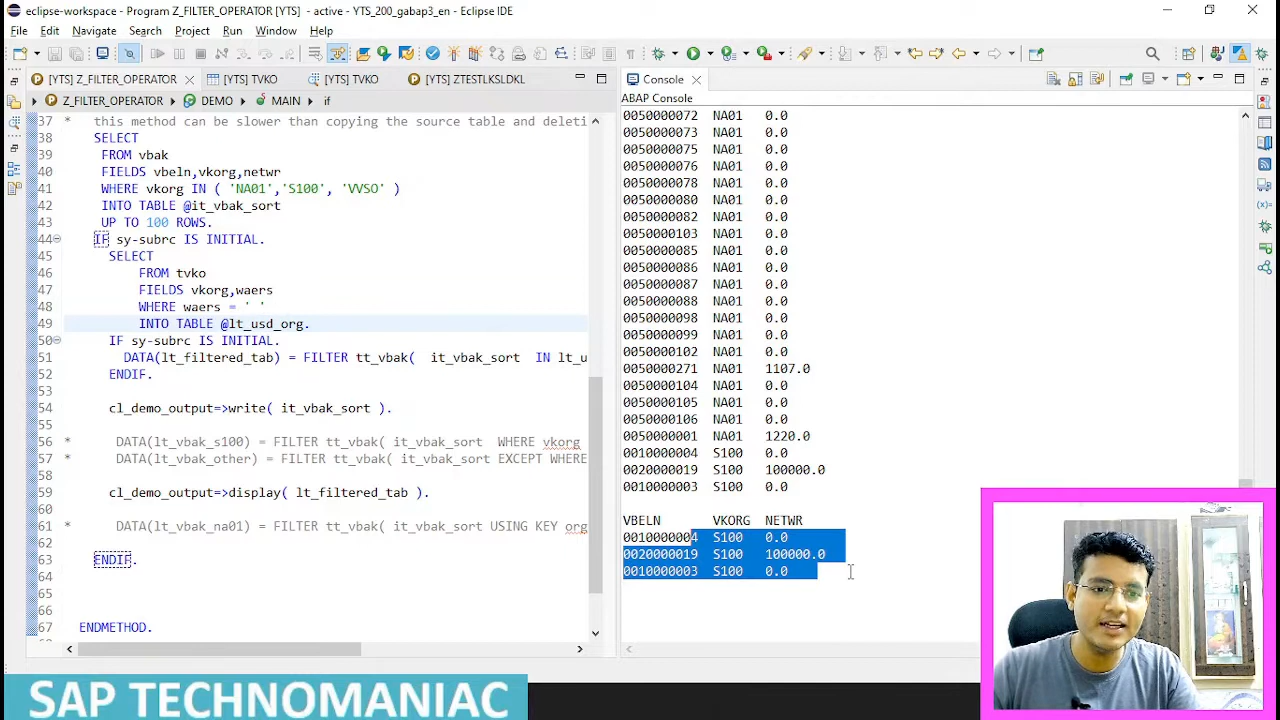 eclipse-workspace - Program Z_FILTER_OPERATOR [YTS] - active - YTS_200_gabap3 - Eclipse IDE
File Edit Navigate Search Project Run Window Help
[YTS] Z_FILTER_OPERATOR [YTS] TVKO [YTS] TVKO [YTS] ZTESTLKSLDKL
Z_FILTER_OPERATOR DEMO MAIN if
37 * this method can be slower than copying the source table and deleti
38 SELECT
39 FROM vbak
40 FIELDS vbeln,vkorg,netwr
41 WHERE vkorg IN ( 'NA01','S100', 'VVSO' )
42 INTO TABLE @it_vbak_sort
43 UP TO 100 ROWS.
44 IF sy-subrc IS INITIAL.
45 SELECT
46 FROM tvko
47 FIELDS vkorg,waers
48 WHERE waers = ' '
49 INTO TABLE @lt_usd_org.
50 IF sy-subrc IS INITIAL.
51 DATA(lt_filtered_tab) = FILTER tt_vbak( it_vbak_sort IN lt_u
52 ENDIF.
53
54 cl_demo_output=>write( it_vbak_sort ).
55
56 * DATA(lt_vbak_s100) = FILTER tt_vbak( it_vbak_sort WHERE vkorg
57 * DATA(lt_vbak_other) = FILTER tt_vbak( it_vbak_sort EXCEPT WHERE
58
59 cl_demo_output=>display( lt_filtered_tab ).
60
61 * DATA(lt_vbak_na01) = FILTER tt_vbak( it_vbak_sort USING KEY org
62
63 ENDIF.
64
65
66
67 ENDMETHOD.
Console
ABAP Console
0050000072 NA01 0.0
0050000073 NA01 0.0
0050000075 NA01 0.0
0050000076 NA01 0.0
0050000078 NA01 0.0
0050000080 NA01 0.0
0050000082 NA01 0.0
0050000103 NA01 0.0
0050000085 NA01 0.0
0050000086 NA01 0.0
0050000087 NA01 0.0
0050000088 NA01 0.0
0050000098 NA01 0.0
0050000099 NA01 0.0
0050000102 NA01 0.0
0050000271 NA01 1107.0
0050000104 NA01 0.0
0050000105 NA01 0.0
0050000106 NA01 0.0
0050000001 NA01 1220.0
0010000004 S100 0.0
0020000019 S100 100000.0
0010000003 S100 0.0
VBELN VKORG NETWR
0010000004 S100 0.0
0020000019 S100 100000.0
0010000003 S100 0.0
SAP TECHNOMANIAC